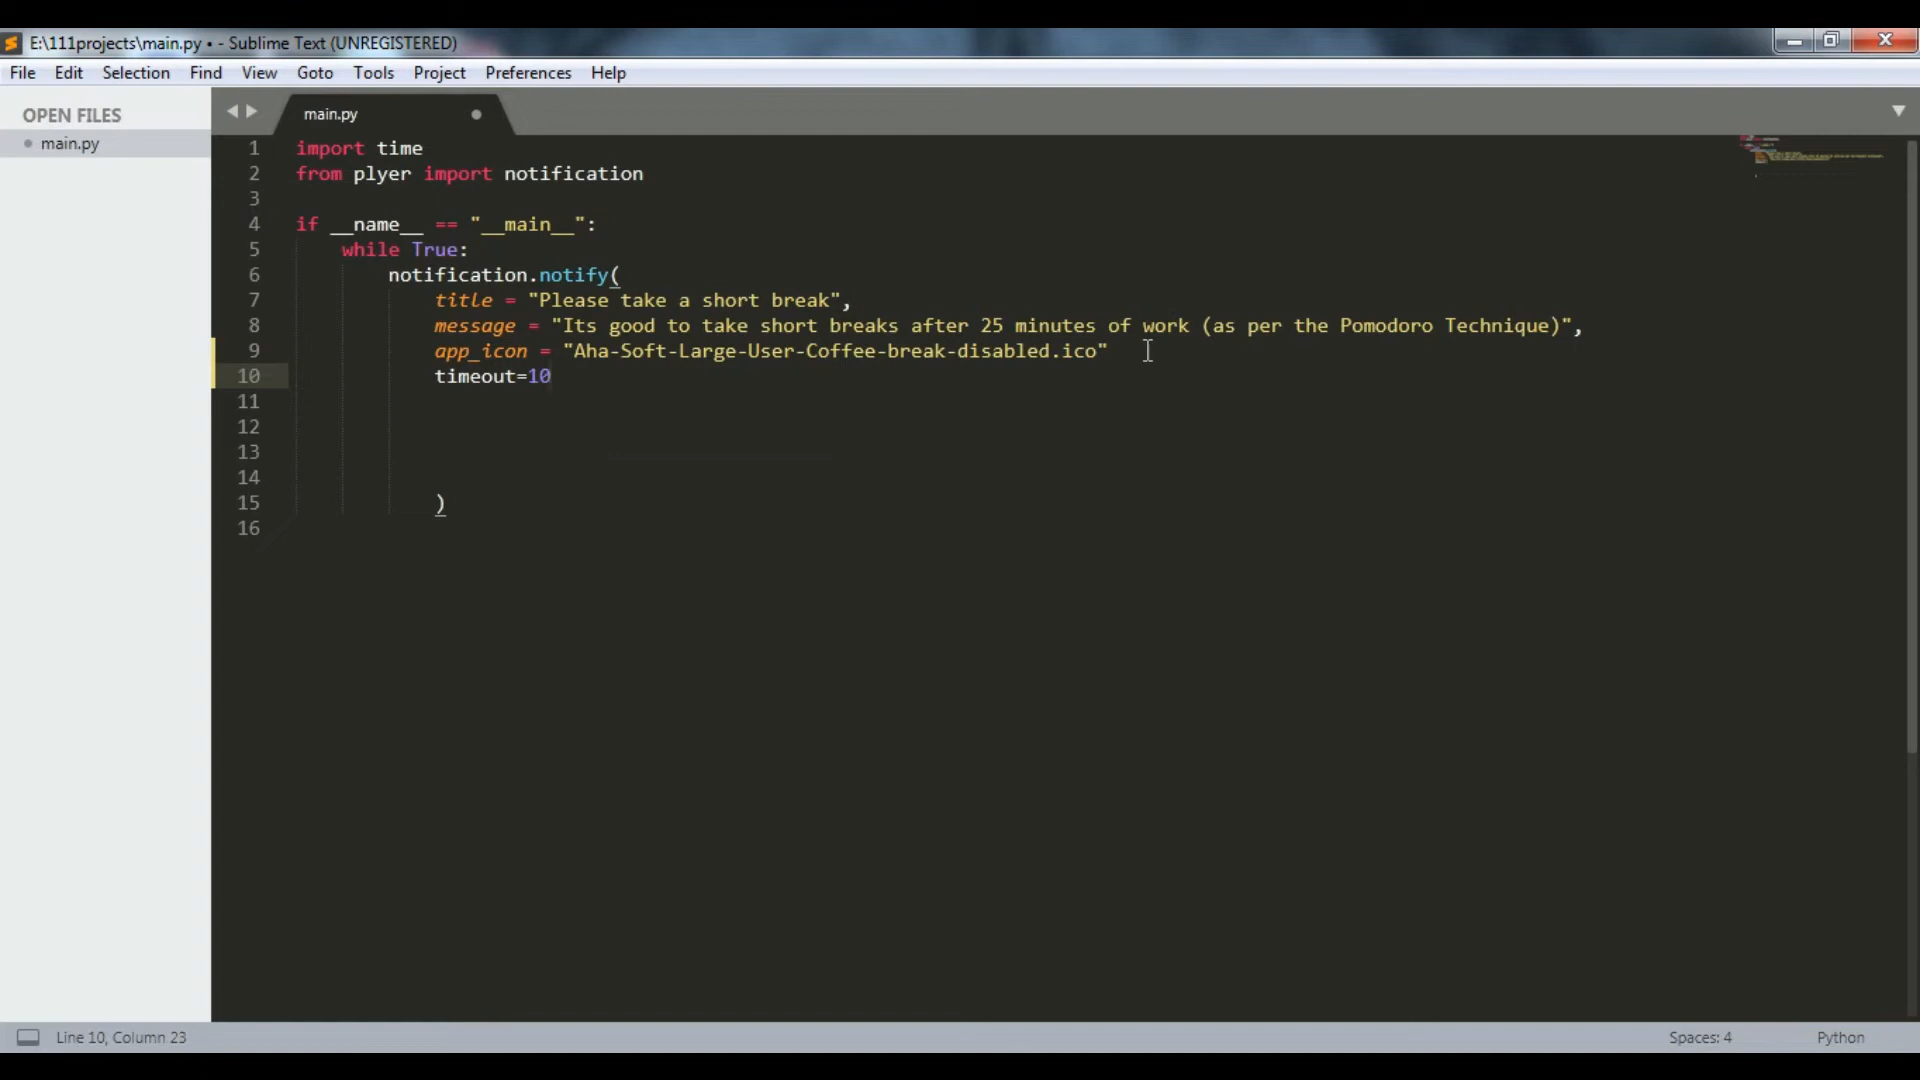 E:\111projects\main.py • - Sublime Text (UNREGISTERED)
File Edit Selection Find View Goto Tools Project Preferences Help
OPEN FILES
main.py
main.py
1 import time
2 from plyer import notification
3
4 if __name__ == "__main__":
5 while True:
6 notification.notify(
7 title = "Please take a short break",
8 message = "Its good to take short breaks after 25 minutes of work (as per the Pomodoro Technique)",
9 app_icon = "Aha-Soft-Large-User-Coffee-break-disabled.ico"
10 timeout=10
11
12
13
14
15 )
16
Line 10, Column 23
Spaces: 4
Python